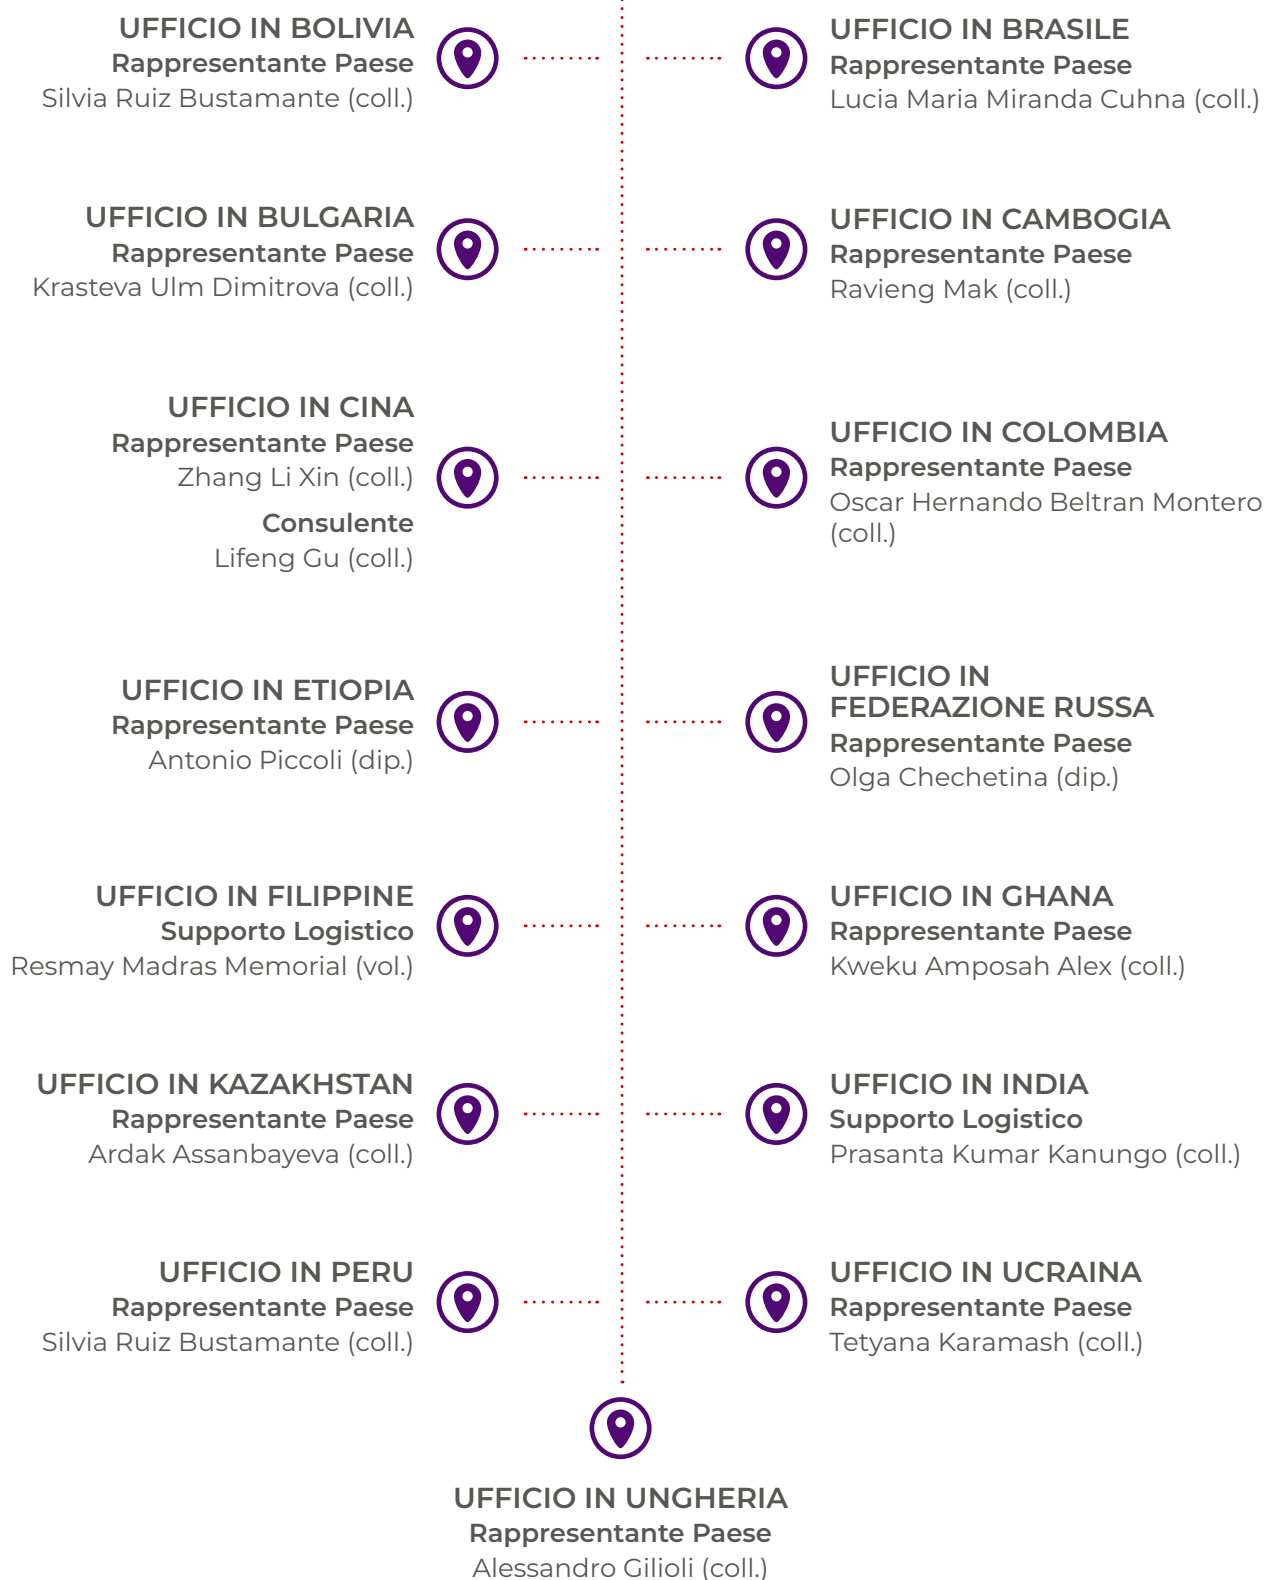 UFFICIO IN BOLIVIA
Rappresentante Paese
Silvia Ruiz Bustamante (coll.)
UFFICIO IN BRASILE
Rappresentante Paese
Lucia Maria Miranda Cuhna (coll.)
UFFICIO IN BULGARIA
Rappresentante Paese
Krasteva Ulm Dimitrova (coll.)
UFFICIO IN CAMBOGIA
Rappresentante Paese
Ravieng Mak (coll.)
UFFICIO IN CINA
Rappresentante Paese
Zhang Li Xin (coll.)
Consulente
Lifeng Gu (coll.)
UFFICIO IN COLOMBIA
Rappresentante Paese
Oscar Hernando Beltran Montero
(coll.)
UFFICIO IN ETIOPIA
Rappresentante Paese
Antonio Piccoli (dip.)
UFFICIO IN
FEDERAZIONE RUSSA
Rappresentante Paese
Olga Chechetina (dip.)
UFFICIO IN FILIPPINE
Supporto Logistico
Resmay Madras Memorial (vol.)
UFFICIO IN GHANA
Rappresentante Paese
Kweku Amposah Alex (coll.)
UFFICIO IN KAZAKHSTAN
Rappresentante Paese
Ardak Assanbayeva (coll.)
UFFICIO IN INDIA
Supporto Logistico
Prasanta Kumar Kanungo (coll.)
UFFICIO IN PERU
Rappresentante Paese
Silvia Ruiz Bustamante (coll.)
UFFICIO IN UCRAINA
Rappresentante Paese
Tetyana Karamash (coll.)
UFFICIO IN UNGHERIA
Rappresentante Paese
Alessandro Gilioli (coll.)